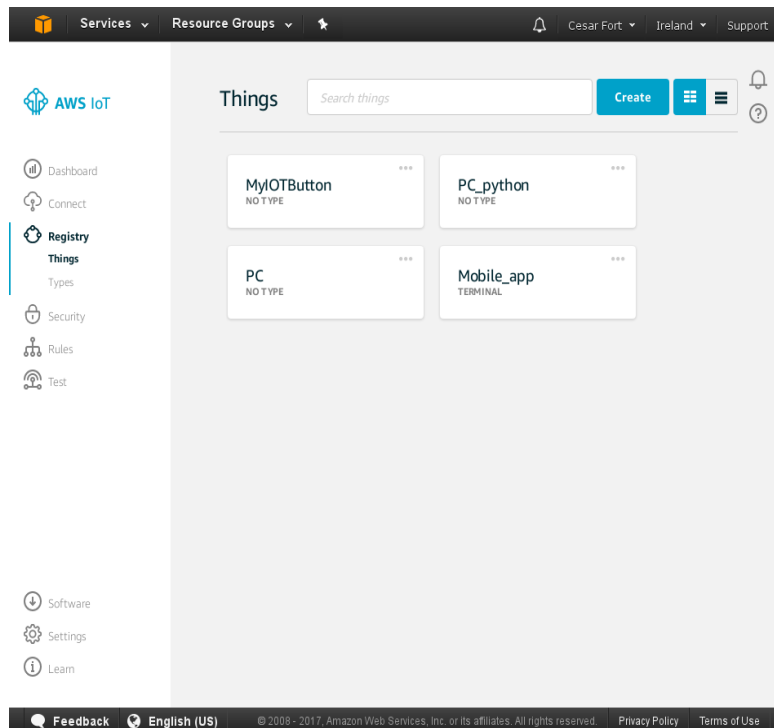 Services Resource Groups Cesar Fort Ireland Support
AWS IoT
Things Search things Create
Dashboard
Connect
Registry
Things
Types
Security
Rules
Test
MyIOTButton
NO TYPE
PC_python
NO TYPE
PC
NO TYPE
Mobile_app
TERMINAL
Software
Settings
Learn
Feedback English (US) © 2008 - 2017, Amazon Web Services, Inc. or its affiliates. All rights reserved. Privacy Policy Terms of Use